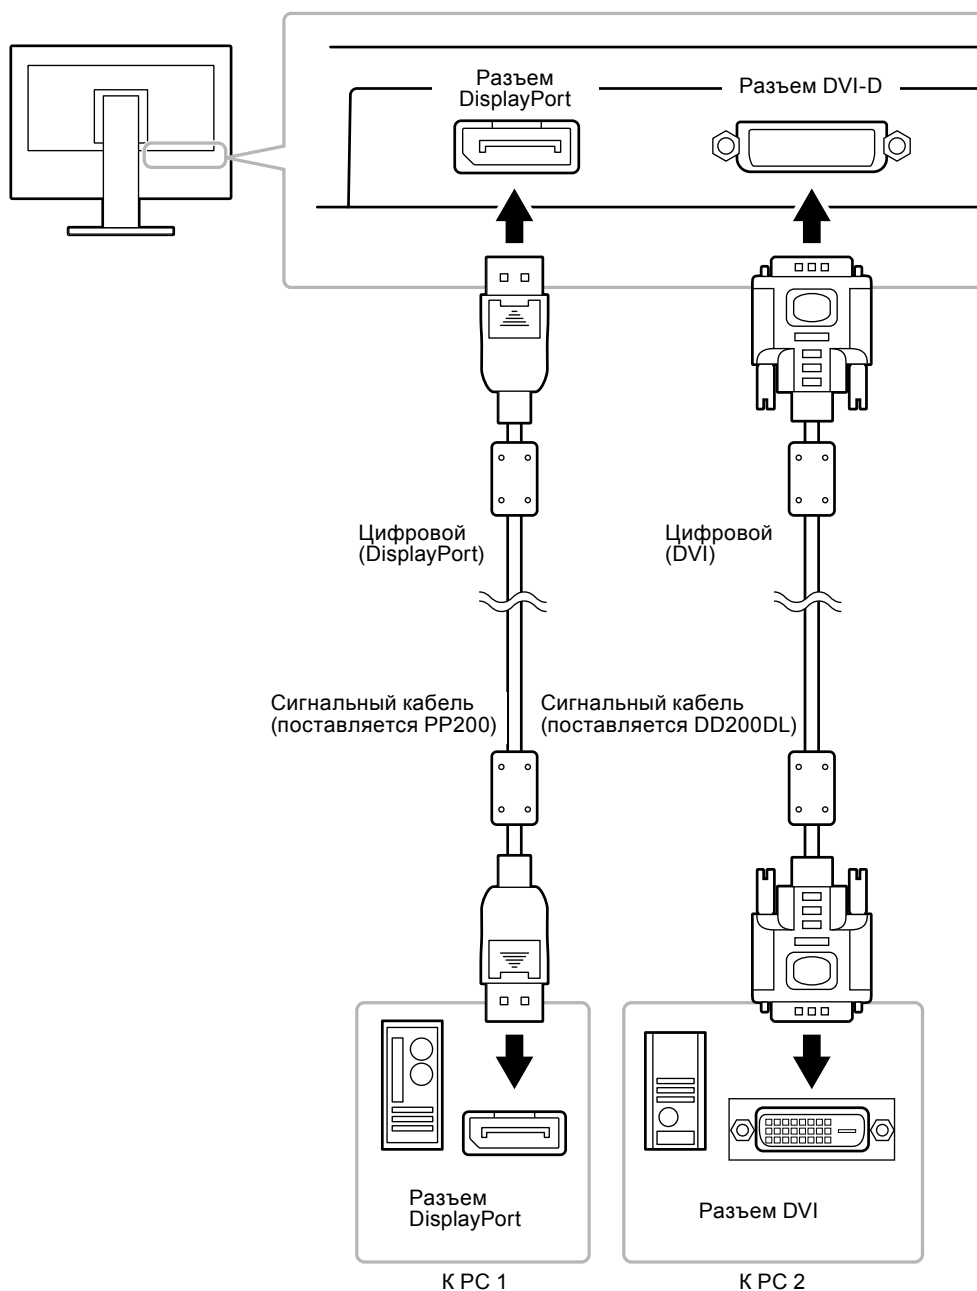 Разъем
DisplayPort
Разъем DVI-D
Цифровой
(DisplayPort)
Цифровой
(DVI)
Сигнальный кабель
(поставляется PP200)
Сигнальный кабель
(поставляется DD200DL)
Разъем
DisplayPort
Разъем DVI
К PC 1
К PC 2